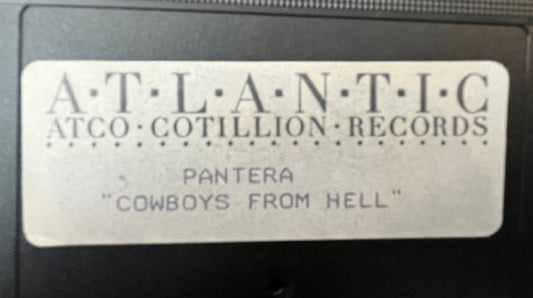 A·T·L·A·N·T·I·C
ATCO·COTILLION·RECORDS
PANTERA
"COWBOYS FROM HELL"